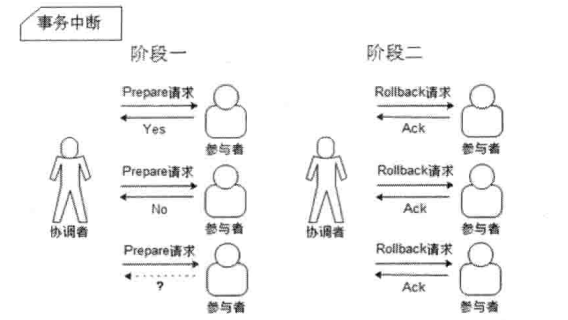 事务中断
阶段一
阶段二
Prepare请求
Yes
参与者
Prepare请求
No
参与者
协调者
Prepare请求
?
参与者
Rollback请求
Ack
参与者
Rollback请求
Ack
参与者
协调者
Rollback请求
Ack
参与者